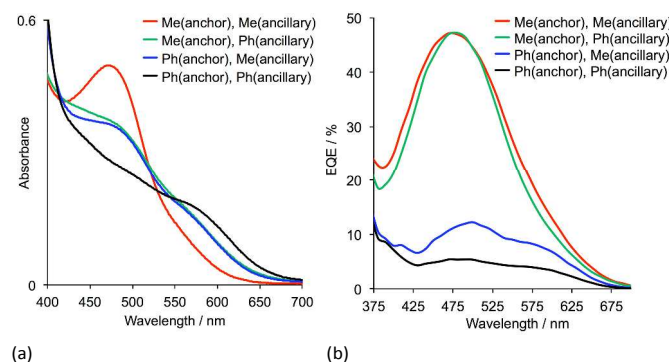 0.6
Me(anchor), Me(ancillary)
Me(anchor), Ph(ancillary)
Ph(anchor), Me(ancillary)
Ph(anchor), Ph(ancillary)
Absorbance
0
400 450 500 550 600 650 700
Wavelength / nm
(a)
50
40
30
20
10
0
Me(anchor), Me(ancillary)
Me(anchor), Ph(ancillary)
Ph(anchor), Me(ancillary)
Ph(anchor), Ph(ancillary)
EQE / %
375 425 475 525 575 625 675
Wavelength / nm
(b)